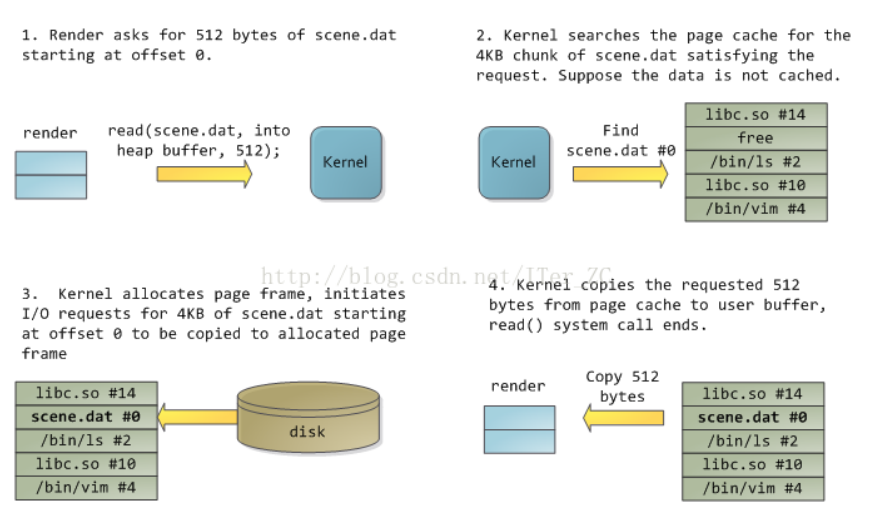 1. Render asks for 512 bytes of scene.dat
starting at offset 0.
render
read(scene.dat, into
heap buffer, 512);
Kernel
2. Kernel searches the page cache for the
4KB chunk of scene.dat satisfying the
request. Suppose the data is not cached.
Kernel
Find
scene.dat #0
libc.so #14
free
/bin/ls #2
libc.so #10
/bin/vim #4
http://blog.csdn.net/ITer_ZC
3. Kernel allocates page frame, initiates
I/O requests for 4KB of scene.dat starting
at offset 0 to be copied to allocated page
frame
libc.so #14
scene.dat #0
/bin/ls #2
libc.so #10
/bin/vim #4
disk
4. Kernel copies the requested 512
bytes from page cache to user buffer,
read() system call ends.
render
Copy 512
bytes
libc.so #14
scene.dat #0
/bin/ls #2
libc.so #10
/bin/vim #4